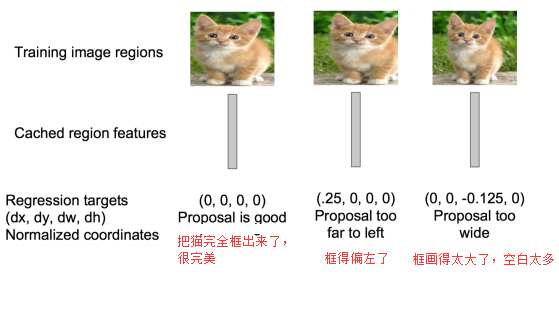 Training image regions
Cached region features
Regression targets
(dx, dy, dw, dh)
Normalized coordinates
(0, 0, 0, 0)
Proposal is good
把猫完全框出来了，
很完美
(.25, 0, 0, 0)
Proposal too
far to left
框得偏左了
(0, 0, -0.125, 0)
Proposal too
wide
框画得太大了，空白太多